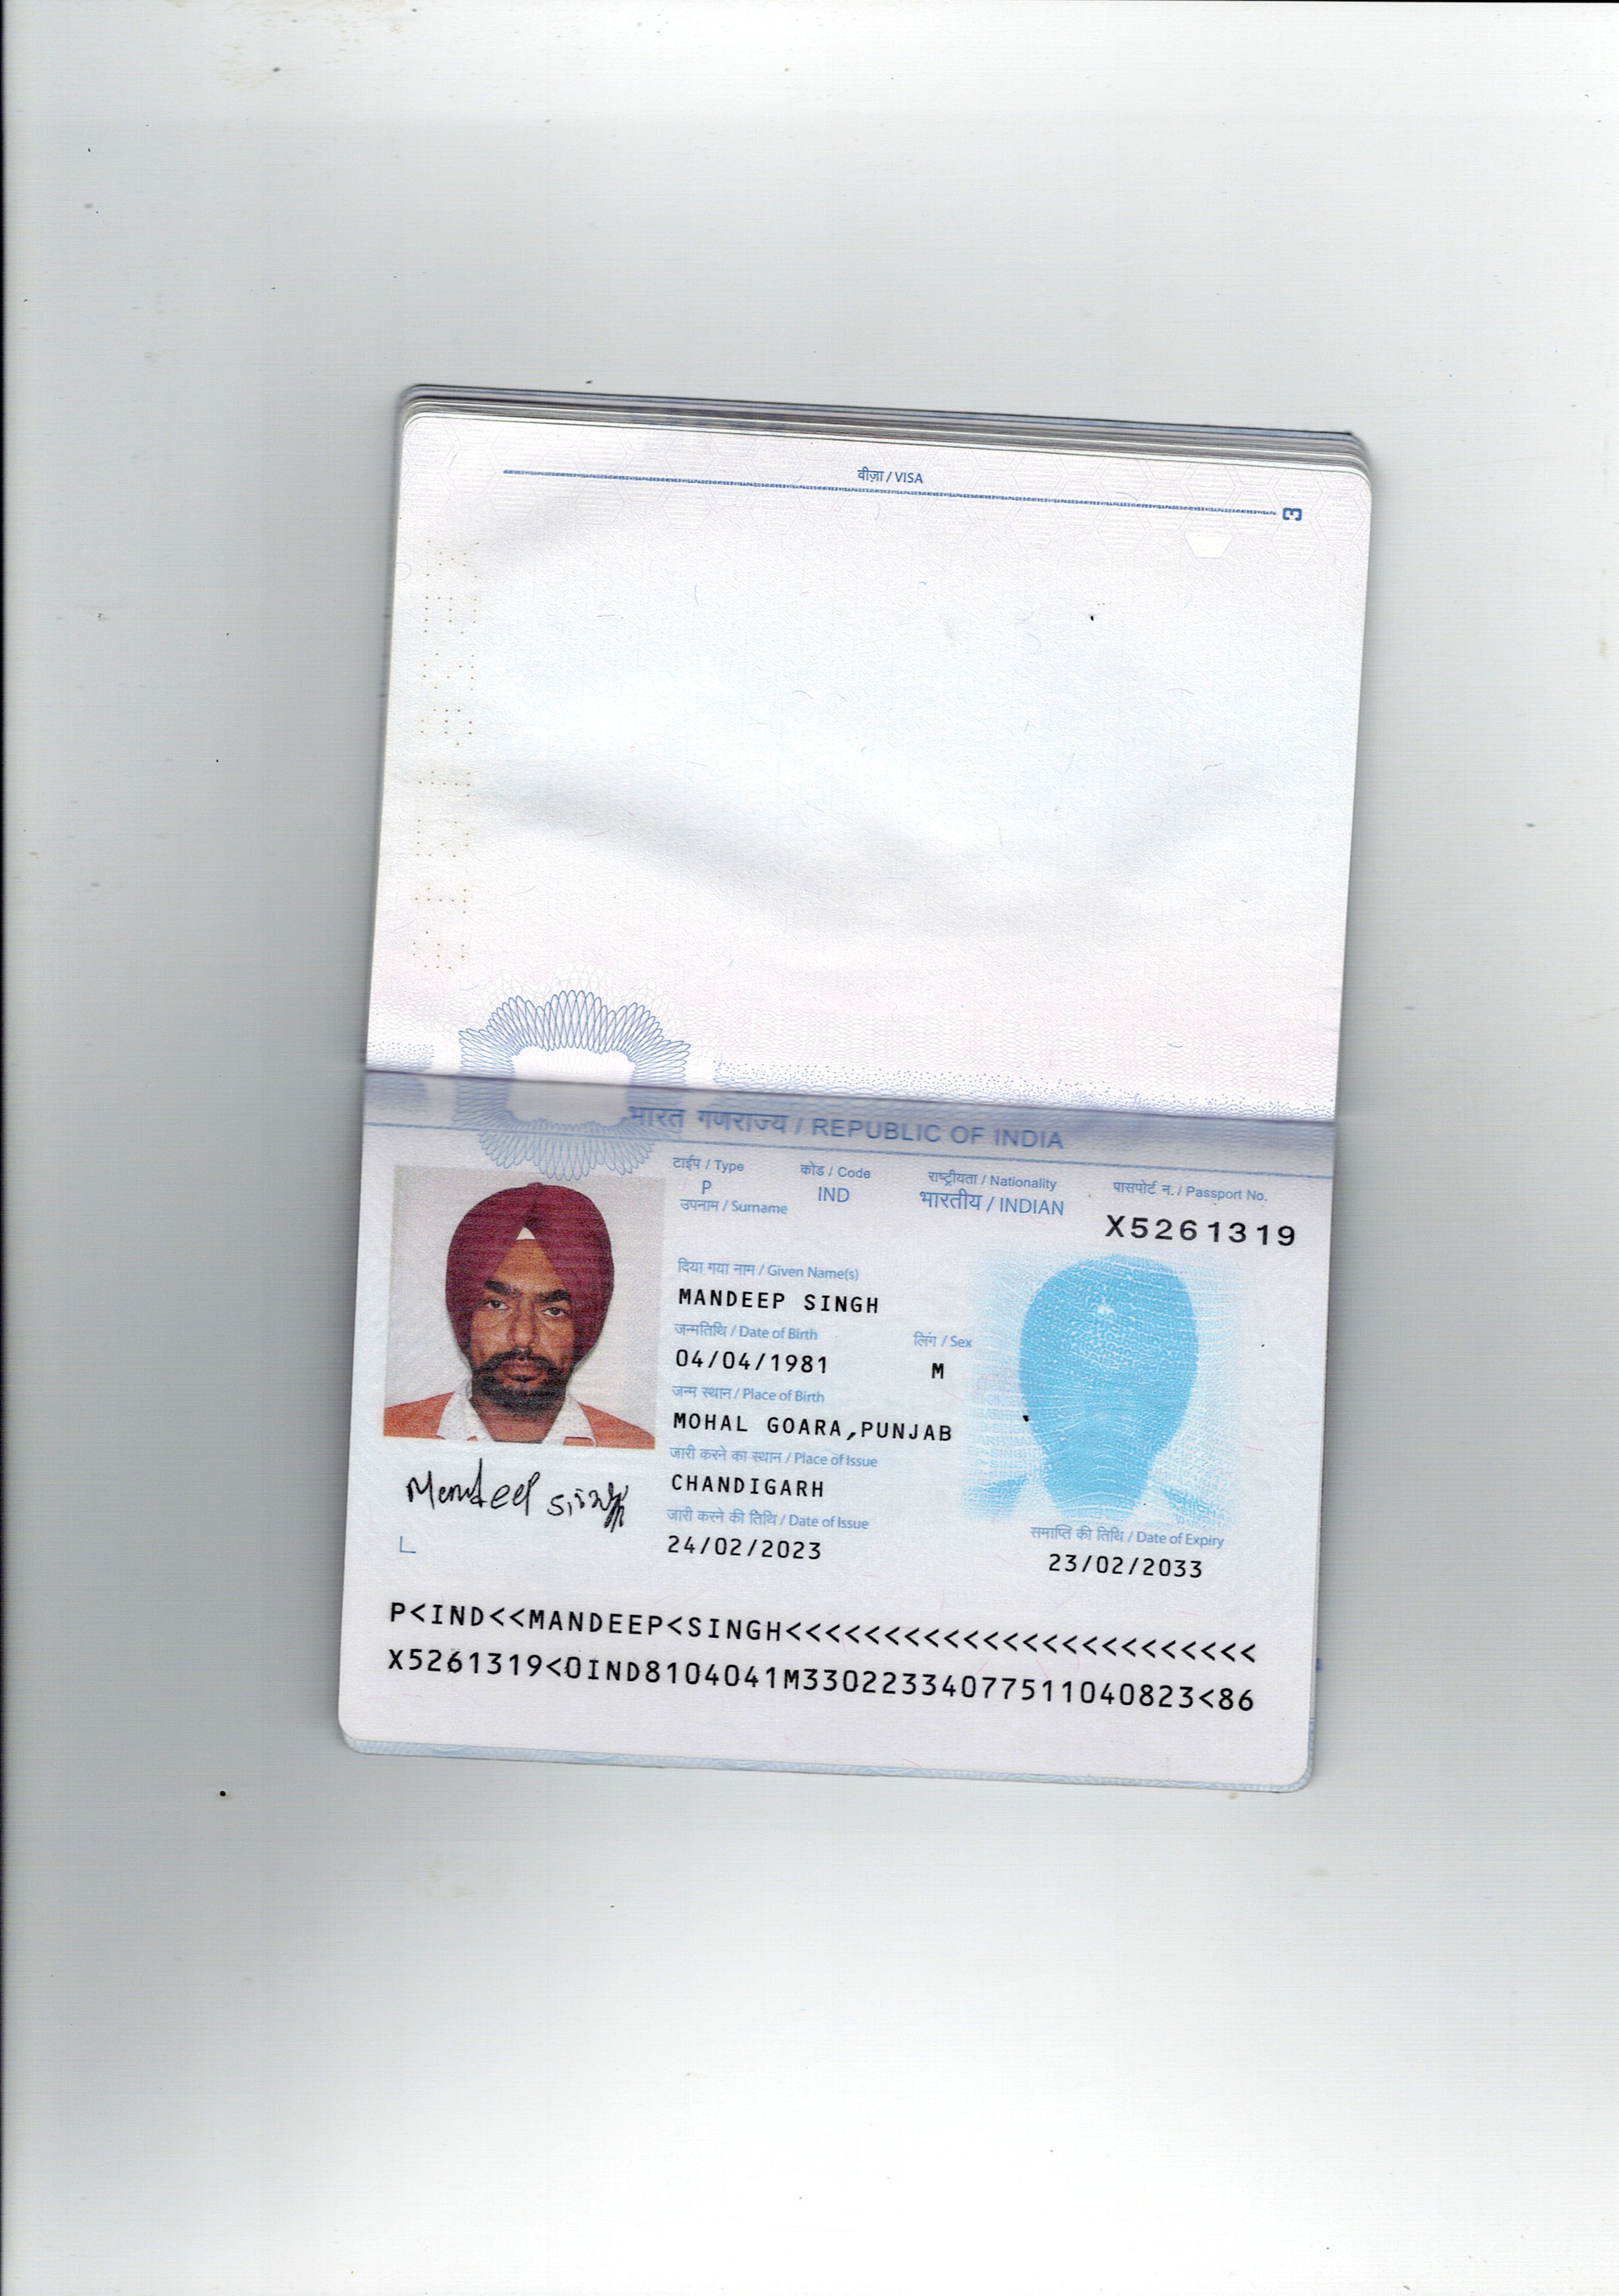 वीज़ा / VISA
3
भारत गणराज्य / REPUBLIC OF INDIA
टाईप / Type कोड / Code राष्ट्रीयता / Nationality पासपोर्ट न. / Passport No.
P IND भारतीय / INDIAN X5261319
उपनाम / Surname
दिया गया नाम / Given Name(s)
MANDEEP SINGH
जन्मतिथि / Date of Birth लिंग / Sex
04/04/1981 M
जन्म स्थान / Place of Birth
MOHAL GOARA,PUNJAB
जारी करने का स्थान / Place of Issue
CHANDIGARH
Mandeep Singh
जारी करने की तिथि / Date of Issue समाप्ति की तिथि / Date of Expiry
24/02/2023 23/02/2033
P<IND<<MANDEEP<SINGH<<<<<<<<<<<<<<<<<<<<<<<<
X5261319<0IND8104041M33022334077511040823<86